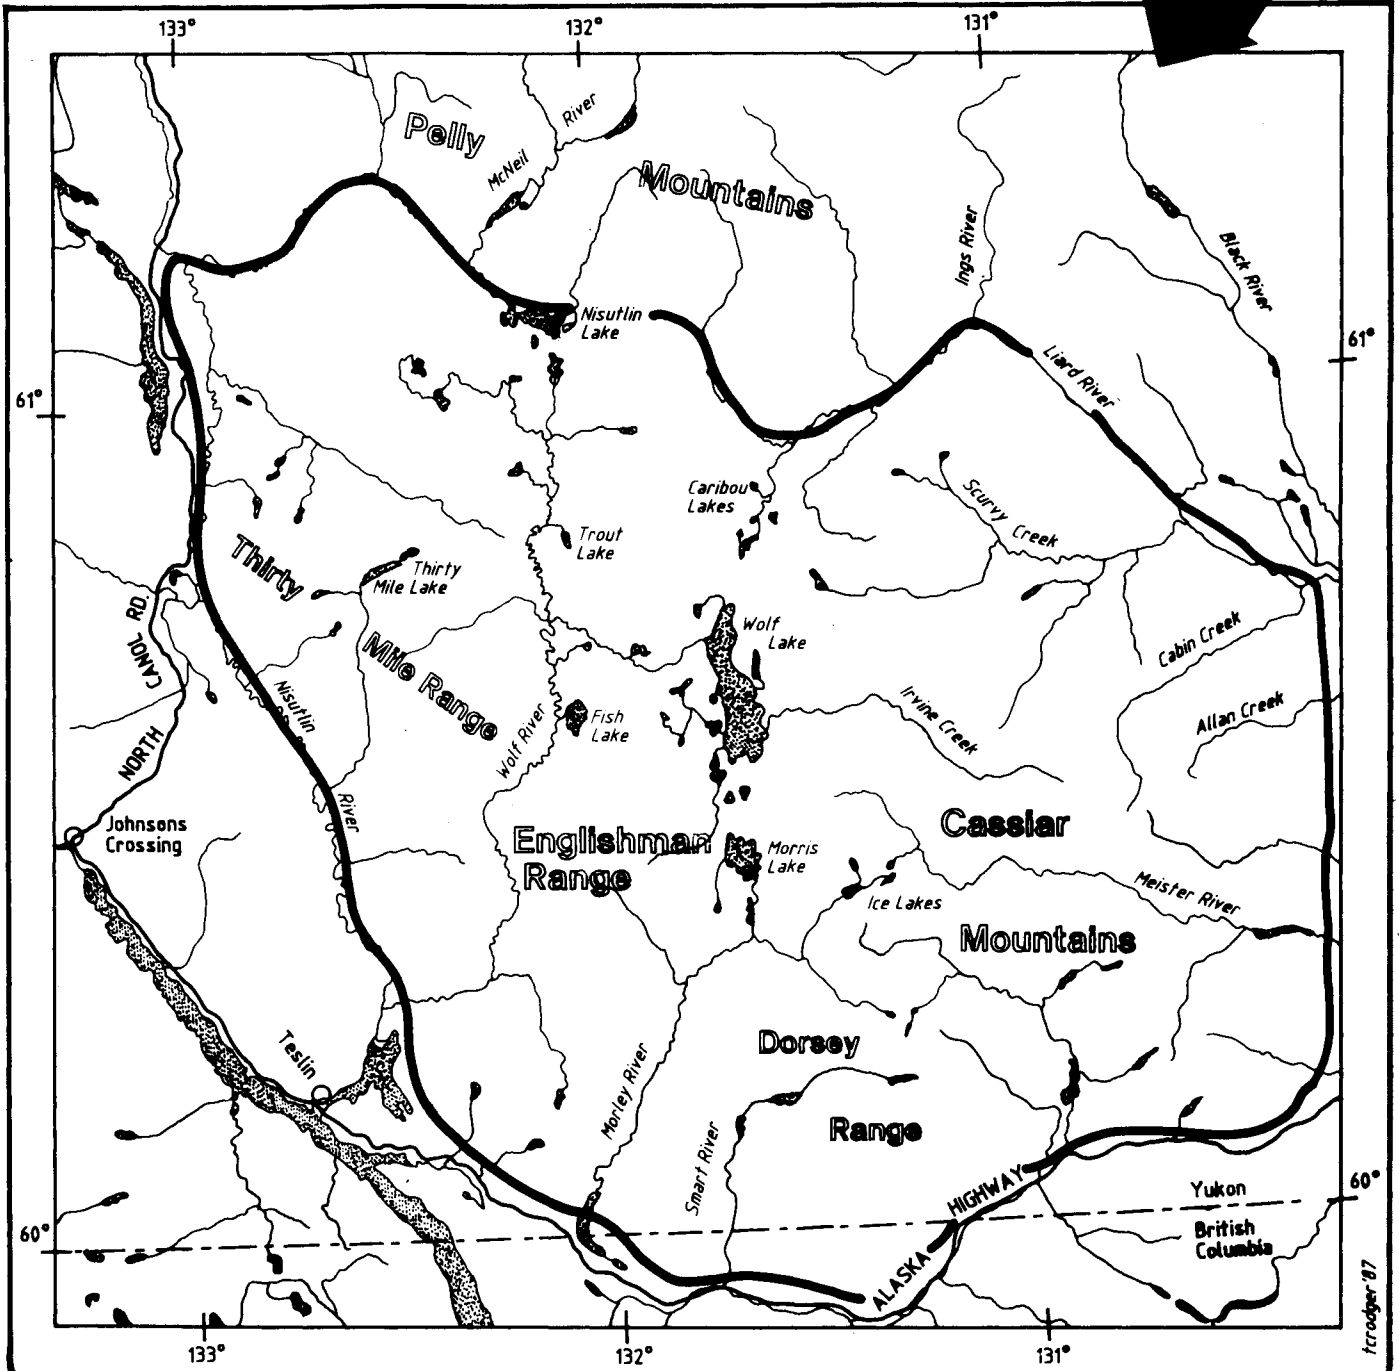 133°
132°
131°
Pelly
River
McNeil
Mountains
Ings River
Black River
Nisutlin
Lake
Liard River
61°
61°
Caribou
Lakes
Scurvy Creek
Trout
Lake
Thirty
Thirty
Mile Lake
CANOL RD.
NORTH
Wolf
Lake
Cabin Creek
Mile Range
Nisutlin
River
Wolf River
Fish
Lake
Irvine Creek
Allan Creek
Johnsons
Crossing
Englishman
Range
Morris
Lake
Cassiar
Ice Lakes
Meister River
Mountains
Teslin
Dorsey
Range
Morley River
Smart River
ALASKA HIGHWAY
Yukon
British
Columbia
60°
60°
133°
132°
131°
tcrodger '87